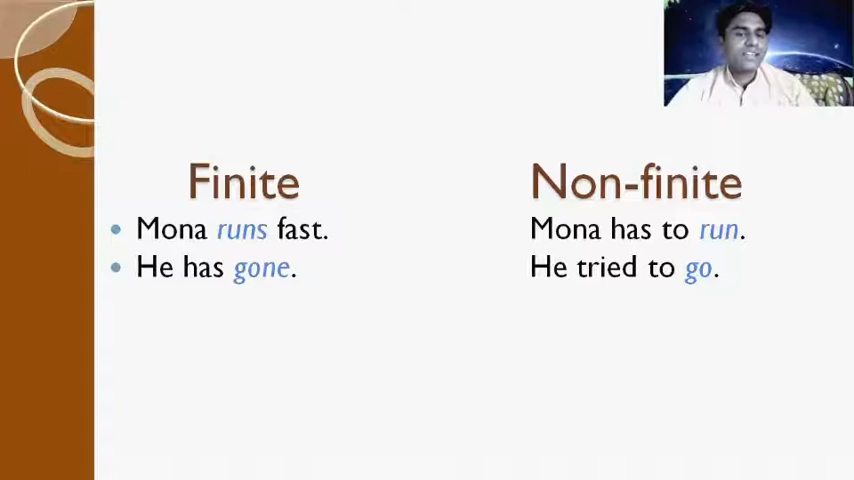 Finite
Mona runs fast.
He has gone.
Non-finite
Mona has to run.
He tried to go.